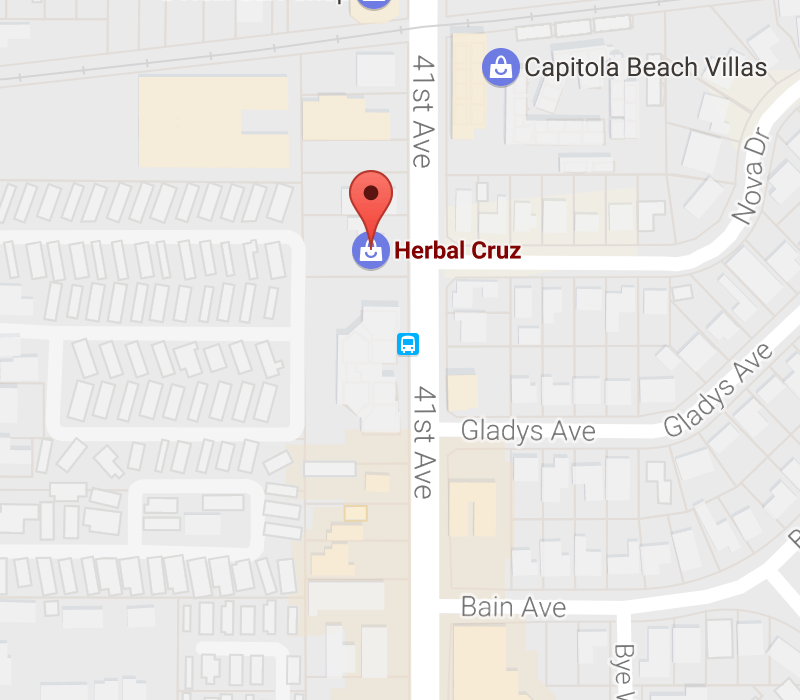 41st Ave
Capitola Beach Villas
Nova Dr
Herbal Cruz
41st Ave
Gladys Ave
Gladys Ave
Bain Ave